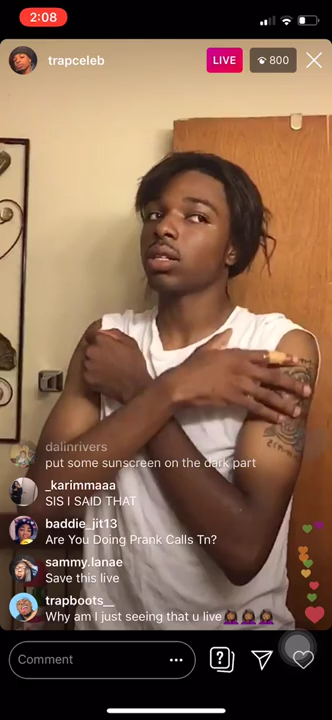 2:08
trapceleb
LIVE
800
dalinrivers
put some sunscreen on the dark part
_karimmaaa
SIS I SAID THAT
baddie_jit13
Are You Doing Prank Calls Tn?
sammy.lanae
Save this live
trapboots__
Why am I just seeing that u live 🤦🏾‍♀️🤦🏾‍♀️🤦🏾‍♀️
Comment